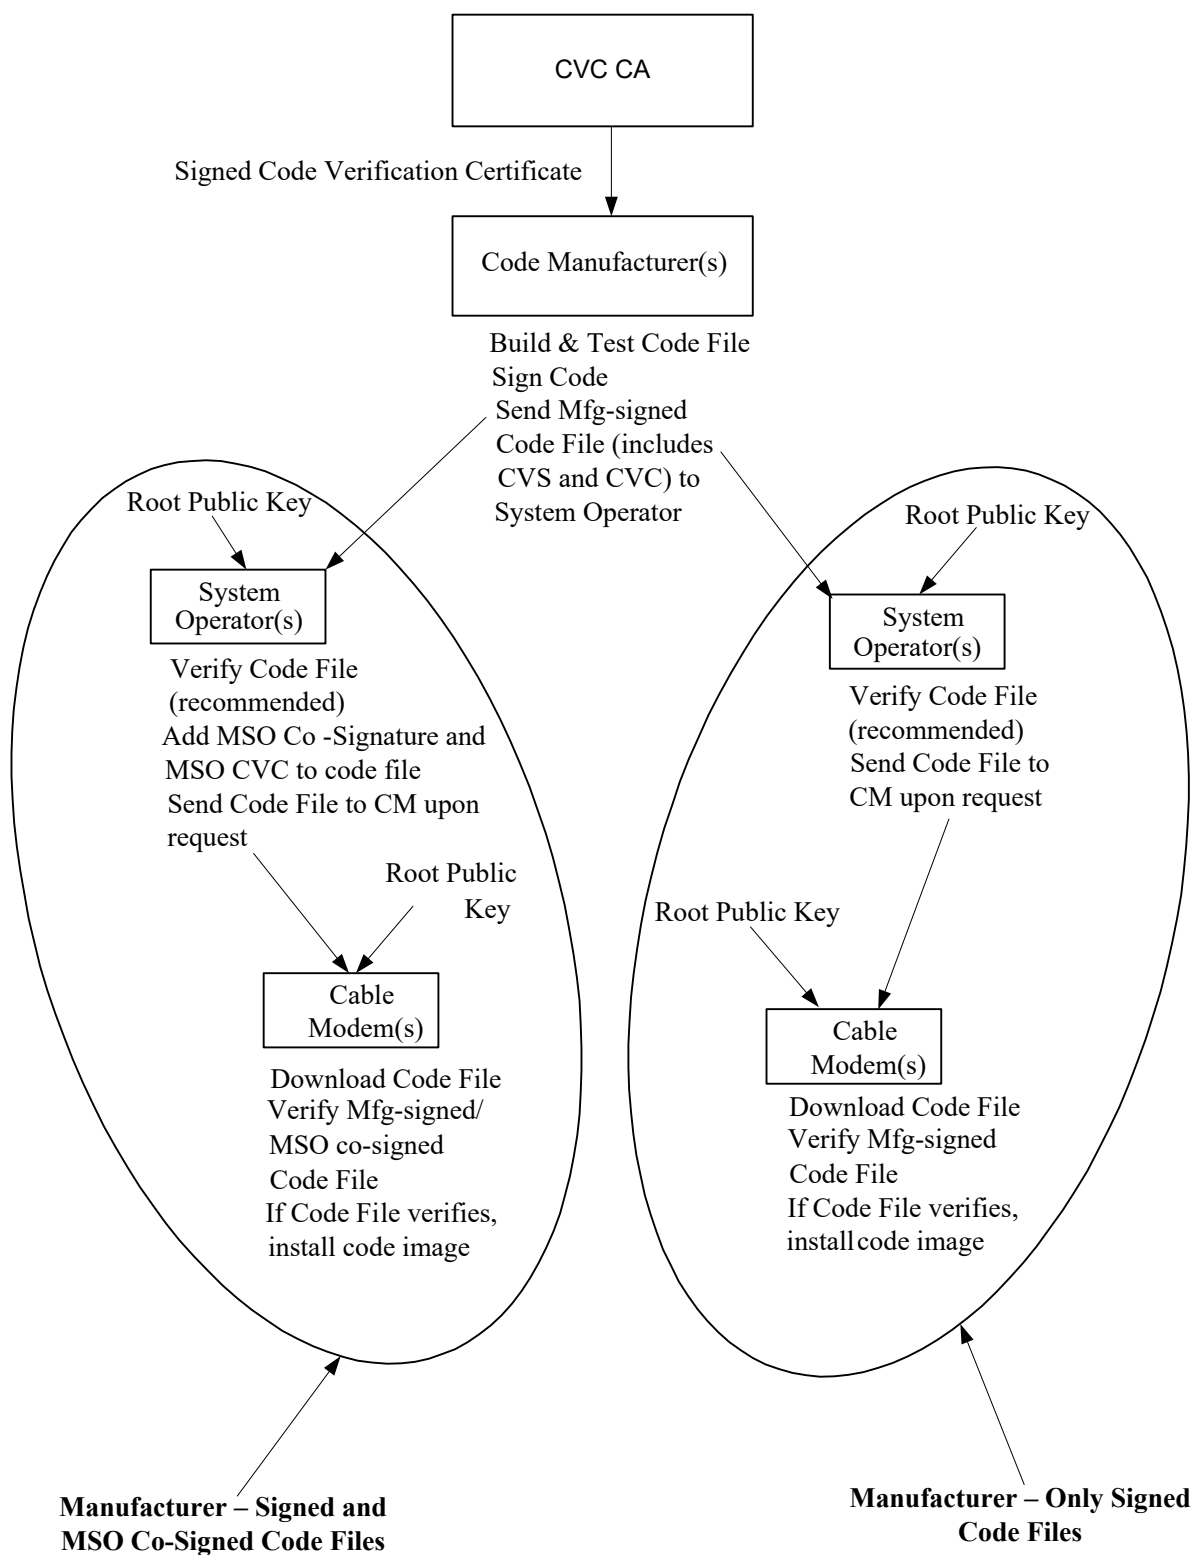 CVC CA
Signed Code Verification Certificate
Code Manufacturer(s)
Build & Test Code File
Sign Code
Send Mfg-signed
Code File (includes
CVS and CVC) to
System Operator
Root Public Key
System
Operator(s)
Verify Code File
(recommended)
Add MSO Co -Signature and
MSO CVC to code file
Send Code File to CM upon
request
Root Public
Key
Cable
Modem(s)
Download Code File
Verify Mfg-signed/
MSO co-signed
Code File
If Code File verifies,
install code image
Manufacturer – Signed and
MSO Co-Signed Code Files
Root Public Key
System
Operator(s)
Verify Code File
(recommended)
Send Code File to
CM upon request
Root Public Key
Cable
Modem(s)
Download Code File
Verify Mfg-signed
Code File
If Code File verifies,
install code image
Manufacturer – Only Signed
Code Files